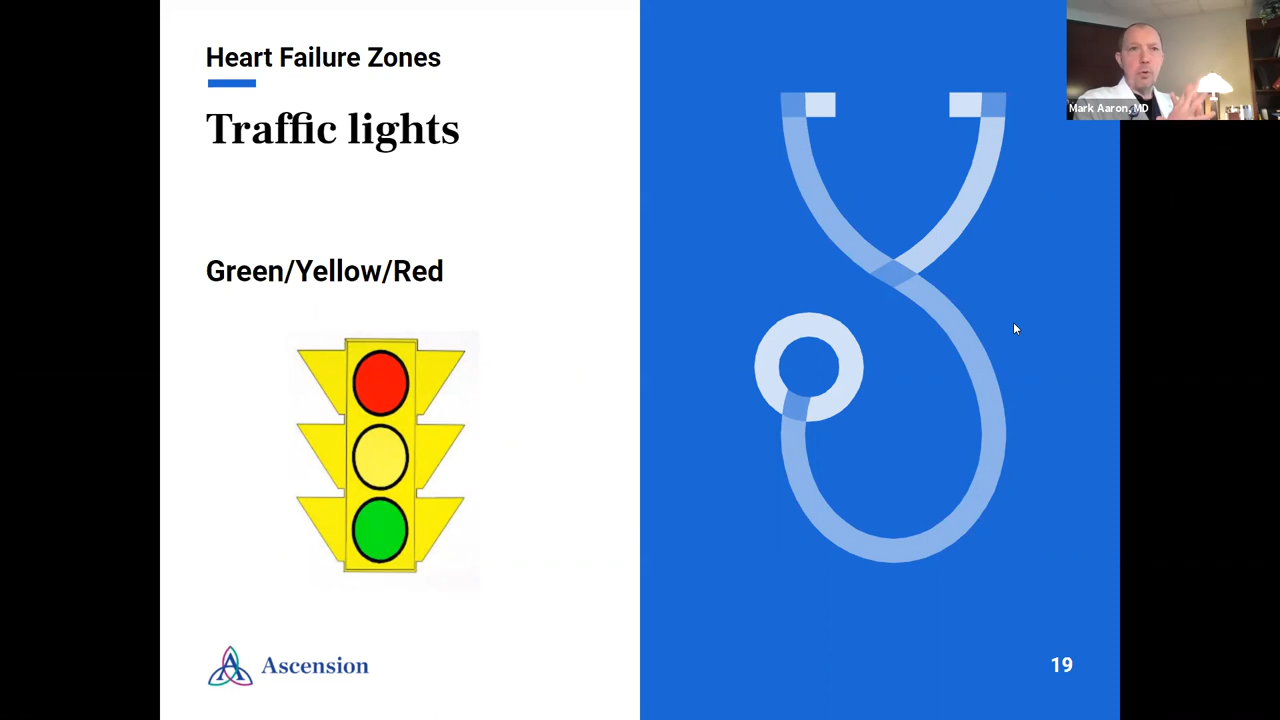 Heart Failure Zones
Traffic lights
Green/Yellow/Red
Ascension
19
Mark Aaron, MD